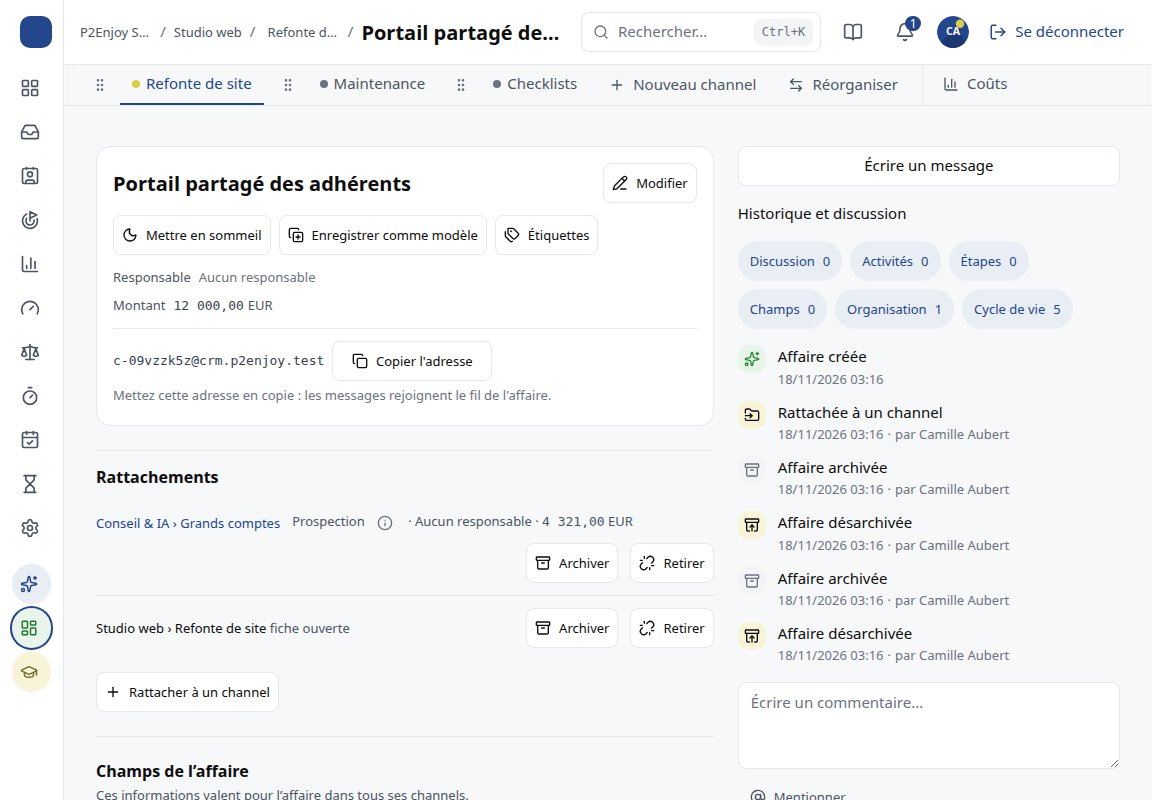 P2Enjoy S... / Studio web / Refonte d... / Portail partagé de... Rechercher... Ctrl+K 1 CA Se déconnecter
Refonte de site Maintenance Checklists Nouveau channel Réorganiser Coûts
Portail partagé des adhérents Modifier
Mettre en sommeil Enregistrer comme modèle Étiquettes
Responsable Aucun responsable
Montant 12 000,00 EUR
c-09vzzk5z@crm.p2enjoy.test Copier l'adresse
Mettez cette adresse en copie : les messages rejoignent le fil de l'affaire.
Rattachements
Conseil & IA › Grands comptes Prospection · Aucun responsable · 4 321,00 EUR
Archiver Retirer
Studio web › Refonte de site fiche ouverte Archiver Retirer
Rattacher à un channel
Champs de l’affaire
Ces informations valent pour l’affaire dans tous ses channels.
Écrire un message
Historique et discussion
Discussion 0 Activités 0 Étapes 0
Champs 0 Organisation 1 Cycle de vie 5
Affaire créée
18/11/2026 03:16
Rattachée à un channel
18/11/2026 03:16 · par Camille Aubert
Affaire archivée
18/11/2026 03:16 · par Camille Aubert
Affaire désarchivée
18/11/2026 03:16 · par Camille Aubert
Affaire archivée
18/11/2026 03:16 · par Camille Aubert
Affaire désarchivée
18/11/2026 03:16 · par Camille Aubert
Écrire un commentaire...
Mentionner